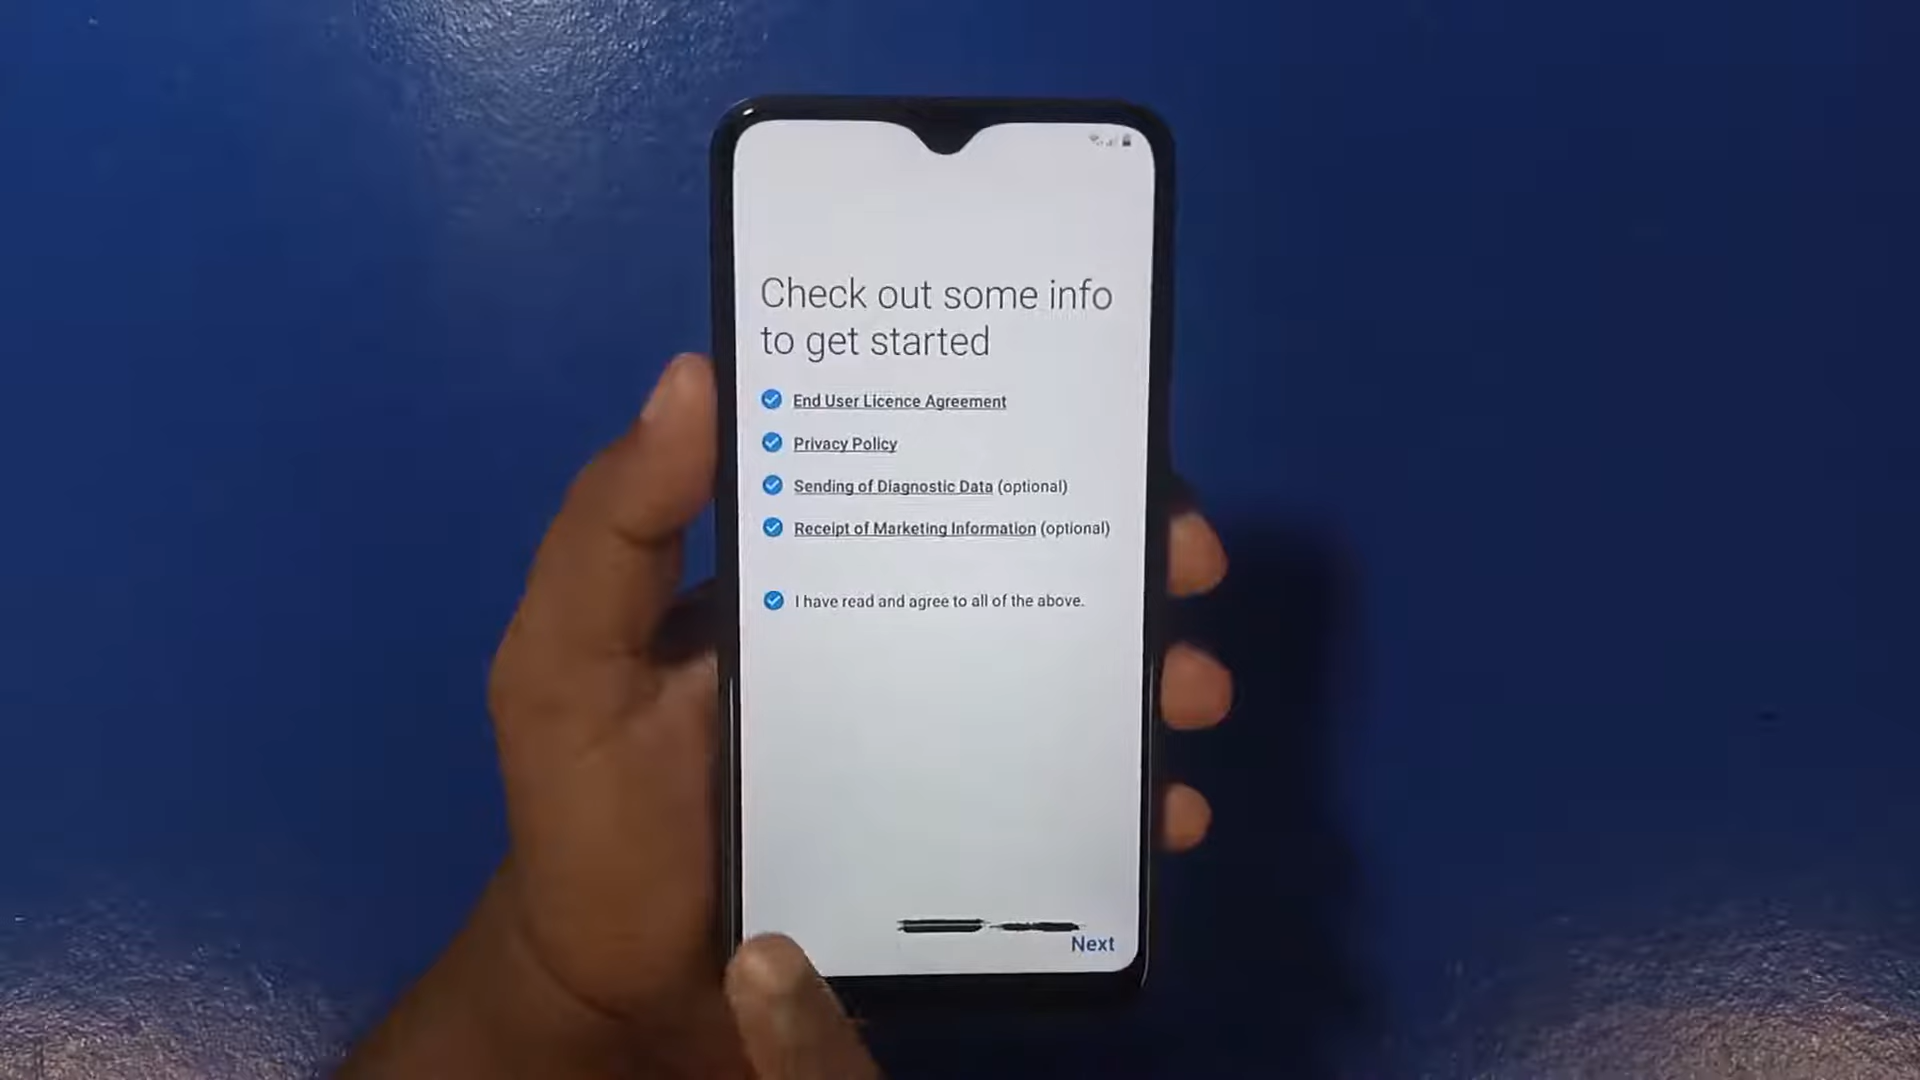 Check out some info
to get started
End User Licence Agreement
Privacy Policy
Sending of Diagnostic Data (optional)
Receipt of Marketing Information (optional)
I have read and agree to all of the above.
Next